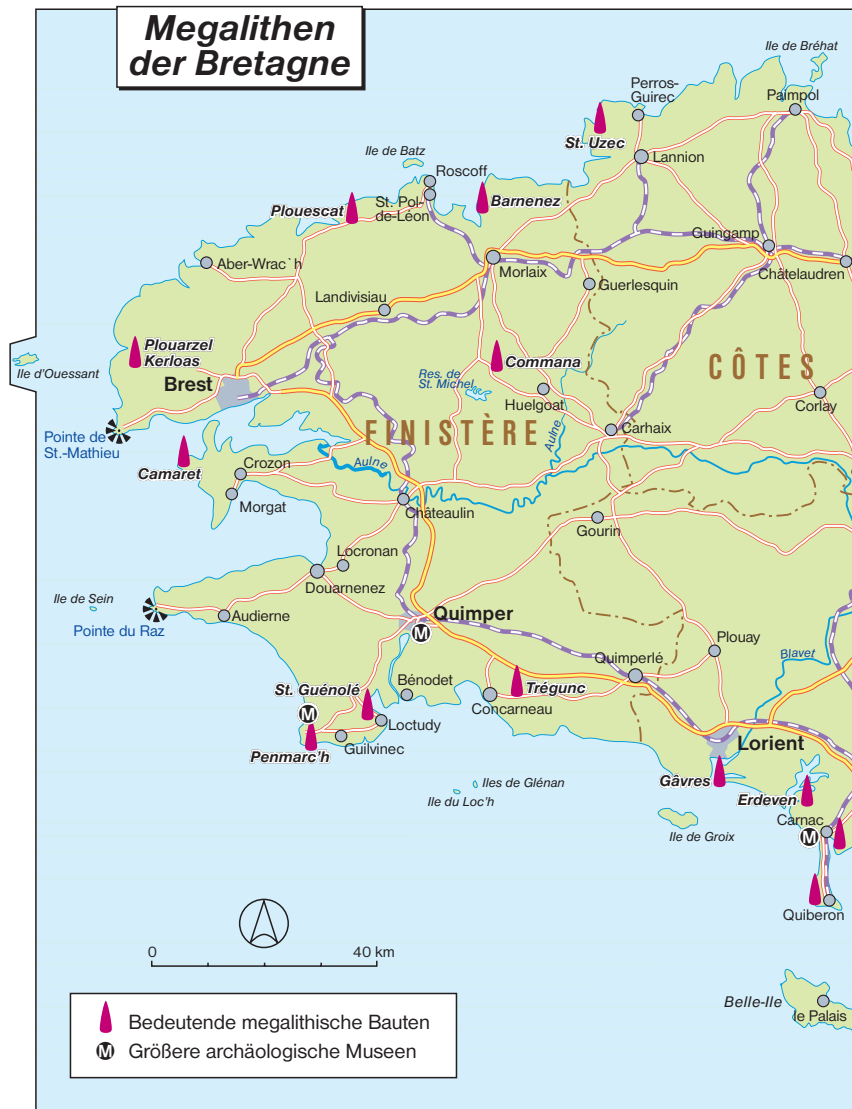 Megalithen
der Bretagne
Ile de Bréhat
Perros-
Guirec
Paimpol
St. Uzec
Lannion
Ile de Batz
Roscoff
St. Pol-
de-Léon
Plouescat
Barnenez
Guingamp
Aber-Wrac`h
Morlaix
Châtelaudren
Guerlesquin
Landivisiau
Plouarzel
Kerloas
Ile d'Ouessant
Commana
CÔTES
Brest
Res. de
St. Michel
Huelgoat
Corlay
FINISTÈRE
Aulne
Carhaix
Pointe de
St.-Mathieu
Camaret
Crozon
Aulne
Morgat
Châteaulin
Gourin
Locronan
Douarnenez
Ile de Sein
Audierne
Quimper
M
Pointe du Raz
Plouay
Blavet
Quimperlé
St. Guénolé
Bénodet
Trégunc
Concarneau
M
Loctudy
Guilvinec
Penmarc'h
Lorient
Gâvres
Iles de Glénan
Erdeven
Ile du Loc'h
Carnac
M
Ile de Groix
Quiberon
0
40 km
Belle-Ile
le Palais
Bedeutende megalithische Bauten
M
Größere archäologische Museen